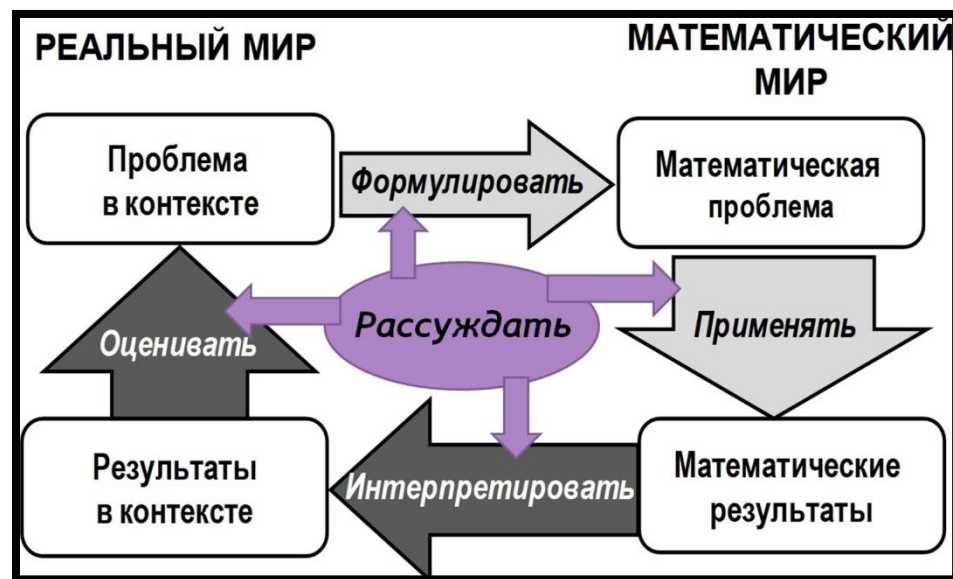 РЕАЛЬНЫЙ МИР
МАТЕМАТИЧЕСКИЙ
МИР
Проблема
в контексте
Формулировать
Математическая
проблема
Оценивать
Рассуждать
Применять
Результаты
в контексте
Интерпретировать
Математические
результаты